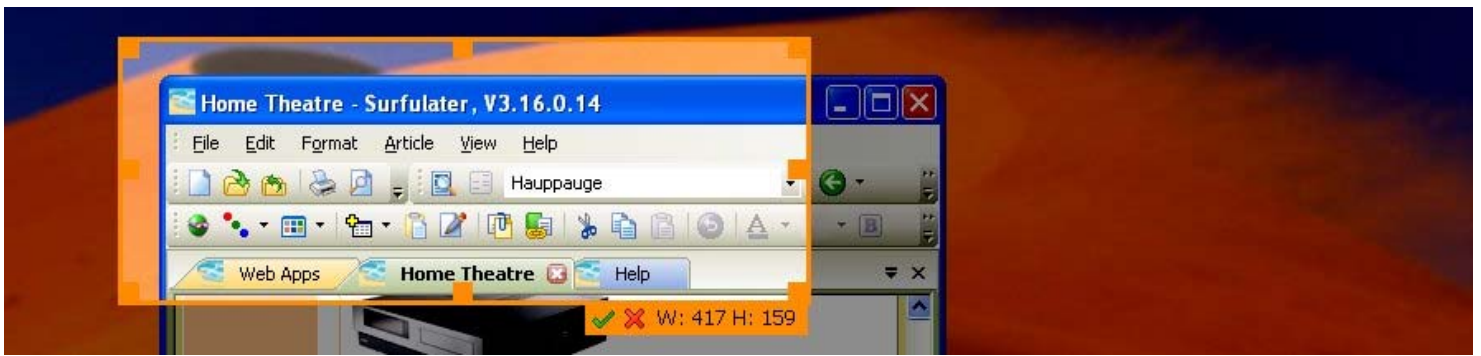 Home Theatre - Surfulater, V3.16.0.14
File Edit Format Article View Help
Hauppauge
A B
Web Apps Home Theatre Help
W: 417 H: 159